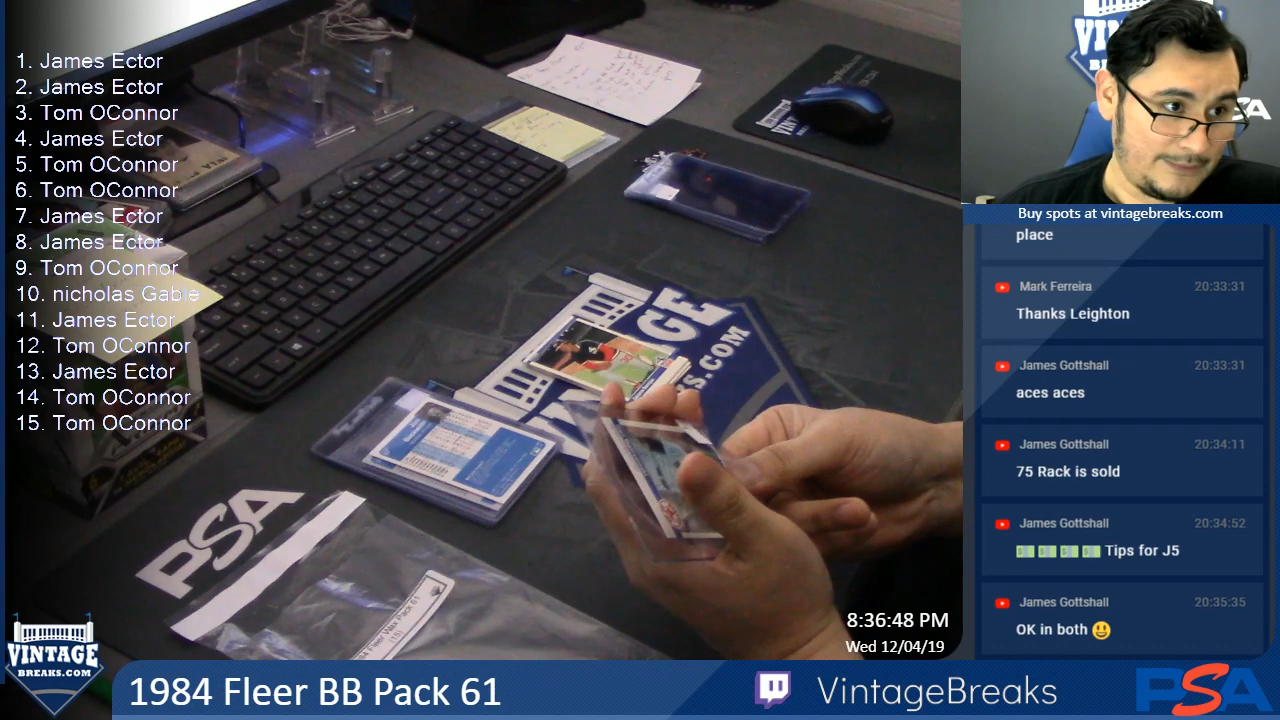 1. James Ector
2. James Ector
3. Tom OConnor
4. James Ector
5. Tom OConnor
6. Tom OConnor
7. James Ector
8. James Ector
9. Tom OConnor
10. nicholas Gable
11. James Ector
12. Tom OConnor
13. James Ector
14. Tom OConnor
15. Tom OConnor
VINTAGE
BREAKS.COM
PSA
Wax Pack 61
8:36:48 PM
Wed 12/04/19
1984 Fleer BB Pack 61
VintageBreaks
PSA
Buy spots at vintagebreaks.com
place
Mark Ferreira 20:33:31
Thanks Leighton
James Gottshall 20:33:31
aces aces
James Gottshall 20:34:11
75 Rack is sold
James Gottshall 20:34:52
💵 💵 💵 💵 Tips for J5
James Gottshall 20:35:35
OK in both 😃